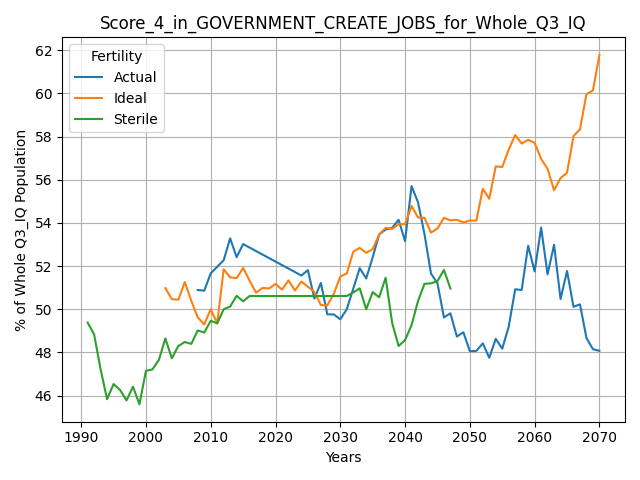 Score_4_in_GOVERNMENT_CREATE_JOBS_for_Whole_Q3_IQ
Fertility
Actual
Ideal
Sterile
% of Whole Q3_IQ Population
62
60
58
56
54
52
50
48
46
1990 2000 2010 2020 2030 2040 2050 2060 2070
Years